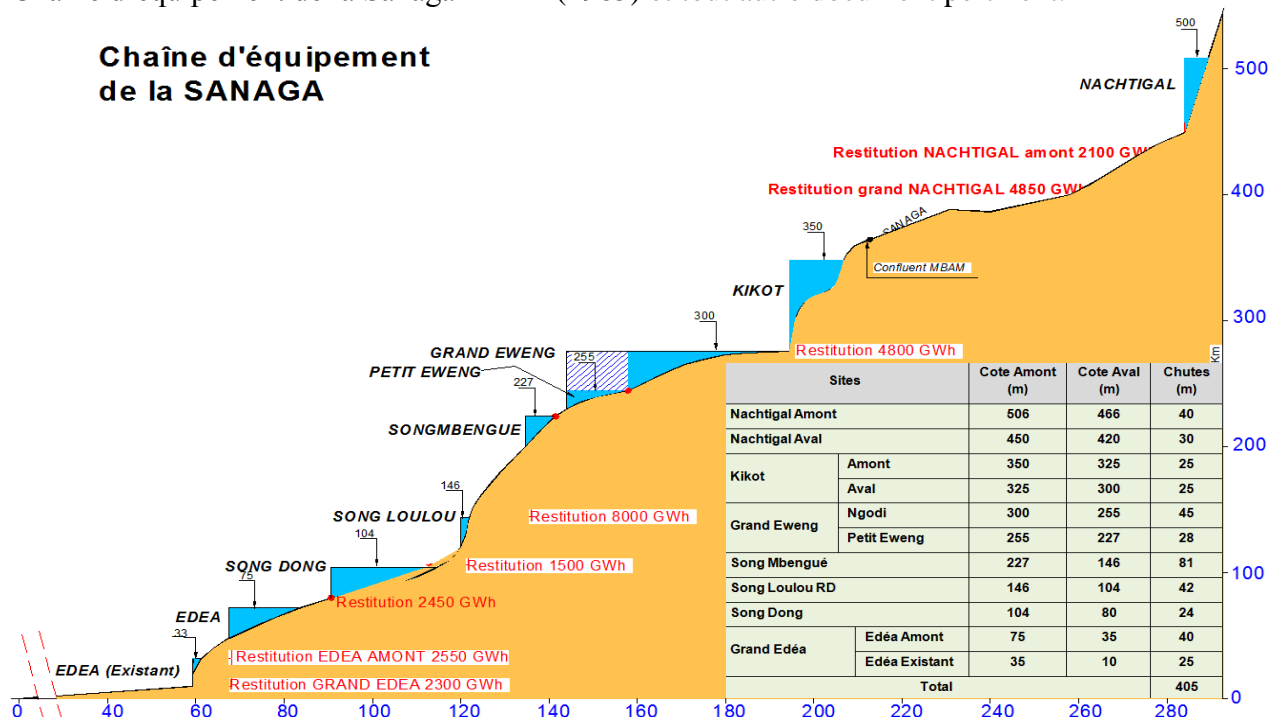 Chaîne d'équipement
de la SANAGA
500
500
NACHTIGAL
Restitution NACHTIGAL amont 2100 GW
400
Restitution grand NACHTIGAL 4850 GW
SANAGA
350
Confluent MBAM
KIKOT
300
300
GRAND EWENG
Restitution 4800 GWh
Km
255
PETIT EWENG
227
SONGMBENGUE
200
146
SONG LOULOU
Restitution 8000 GWh
104
SONG DONG
Restitution 1500 GWh
75
100
Restitution 2450 GWh
EDEA
33
EDEA (Existant)
Restitution EDEA AMONT 2550 GWh
Restitution GRAND EDEA 2300 GWh
0
0 20 40 60 80 100 120 140 160 180 200 220 240 260 280
Sites Cote Amont (m) Cote Aval (m) Chutes (m)
Nachtigal Amont 506 466 40
Nachtigal Aval 450 420 30
Kikot Amont 350 325 25
Aval 325 300 25
Grand Eweng Ngodi 300 255 45
Petit Eweng 255 227 28
Song Mbengué 227 146 81
Song Loulou RD 146 104 42
Song Dong 104 80 24
Grand Edéa Edéa Amont 75 35 40
Edéa Existant 35 10 25
Total 405